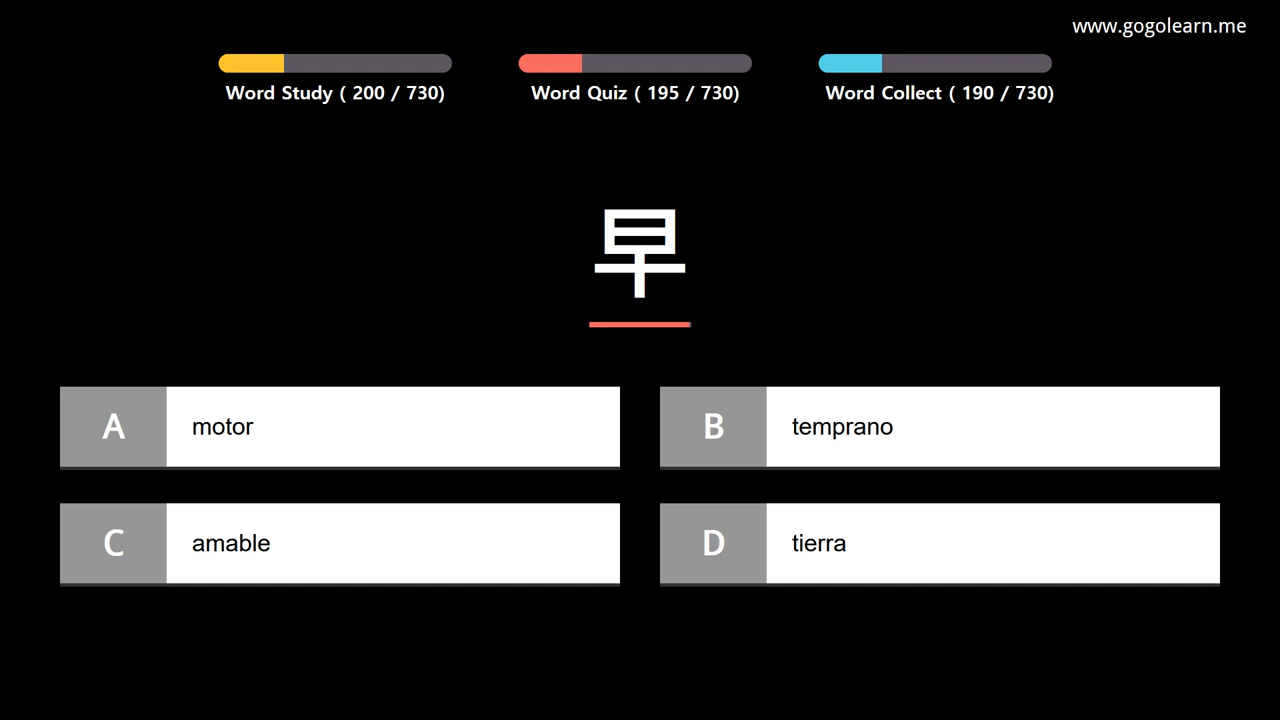 www.gogolearn.me
Word Study ( 200 / 730)
Word Quiz ( 195 / 730)
Word Collect ( 190 / 730)
早
A motor
B temprano
C amable
D tierra